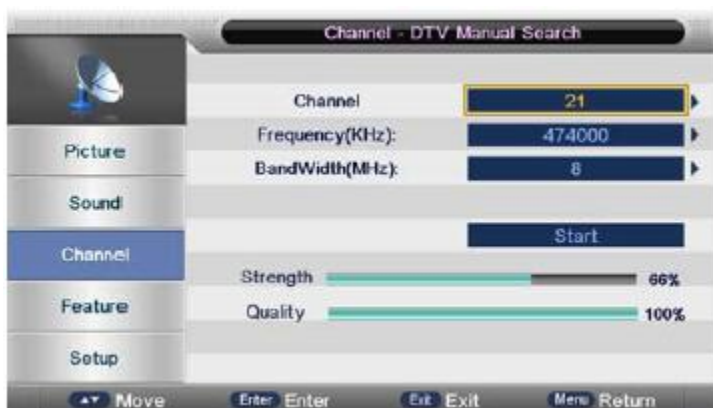 Channel - DTV Manual Search
Channel 21
Frequency(KHz): 474000
BandWidth(MHz): 8
Start
Strength 66%
Quality 100%
Picture
Sound
Channel
Feature
Setup
Move
Enter Enter
Exit Exit
Menu Return